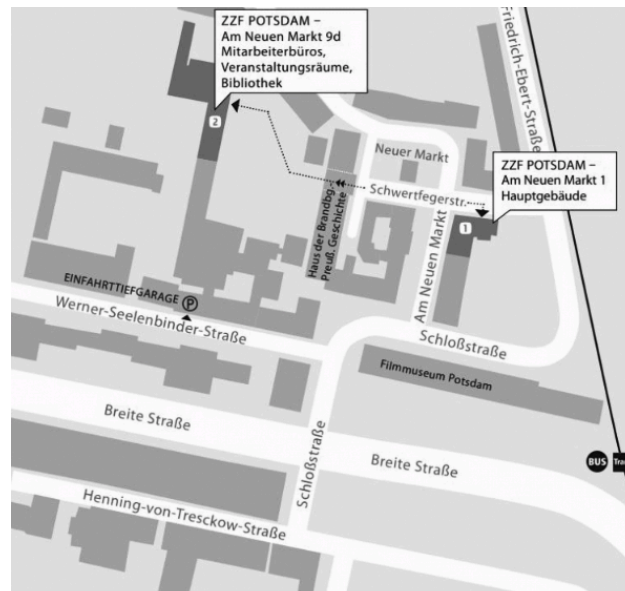 ZZF POTSDAM –
Am Neuen Markt 9d
Mitarbeiterbüros,
Veranstaltungsräume,
Bibliothek
2
Friedrich-Ebert-Straße
Neuer Markt
ZZF POTSDAM –
Am Neuen Markt 1
Hauptgebäude
Schwertfegerstr.
1
Haus der Brandbg.-
Preuß. Geschichte
Am Neuen Markt
EINFAHRTTIEFGARAGE P
Werner-Seelenbinder-Straße
Schloßstraße
Filmmuseum Potsdam
Breite Straße
Breite Straße
BUS Tra
Schloßstraße
Henning-von-Tresckow-Straße